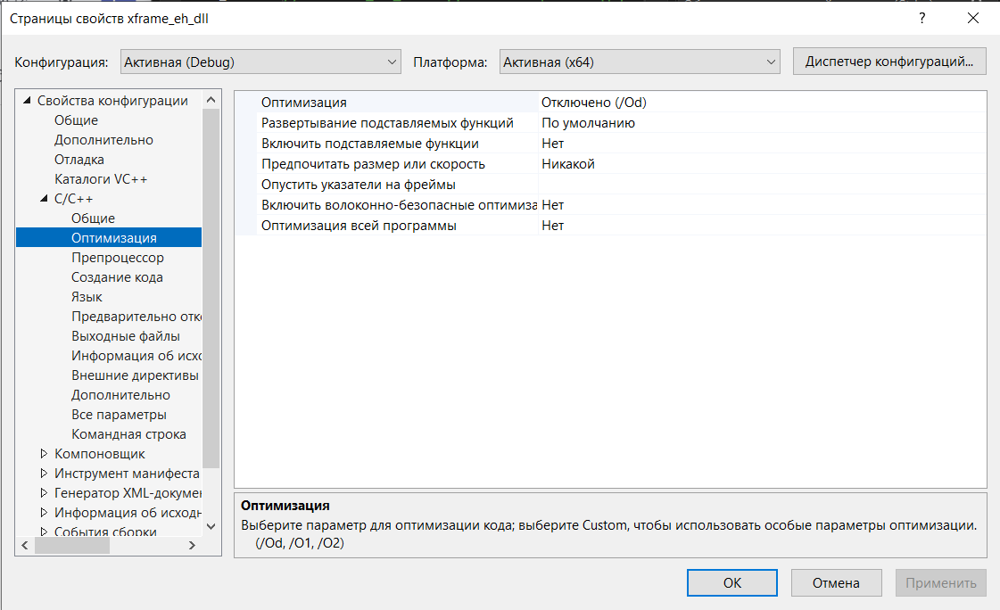 Страницы свойств xframe_eh_dll
?
Конфигурация: Активная (Debug) Платформа: Активная (x64) Диспетчер конфигураций...
Свойства конфигурации
Общие
Дополнительно
Отладка
Каталоги VC++
C/C++
Общие
Оптимизация
Препроцессор
Создание кода
Язык
Предварительно отк
Выходные файлы
Информация об исх
Внешние директивы
Дополнительно
Все параметры
Командная строка
Компоновщик
Инструмент манифеста
Генератор XML-докумен
Информация об исходн
События сборки
Оптимизация Отключено (/Od)
Развертывание подставляемых функций По умолчанию
Включить подставляемые функции Нет
Предпочитать размер или скорость Никакой
Опустить указатели на фреймы
Включить волоконно-безопасные оптимиза Нет
Оптимизация всей программы Нет
Оптимизация
Выберите параметр для оптимизации кода; выберите Custom, чтобы использовать особые параметры оптимизации.
(/Od, /O1, /O2)
ОК Отмена Применить